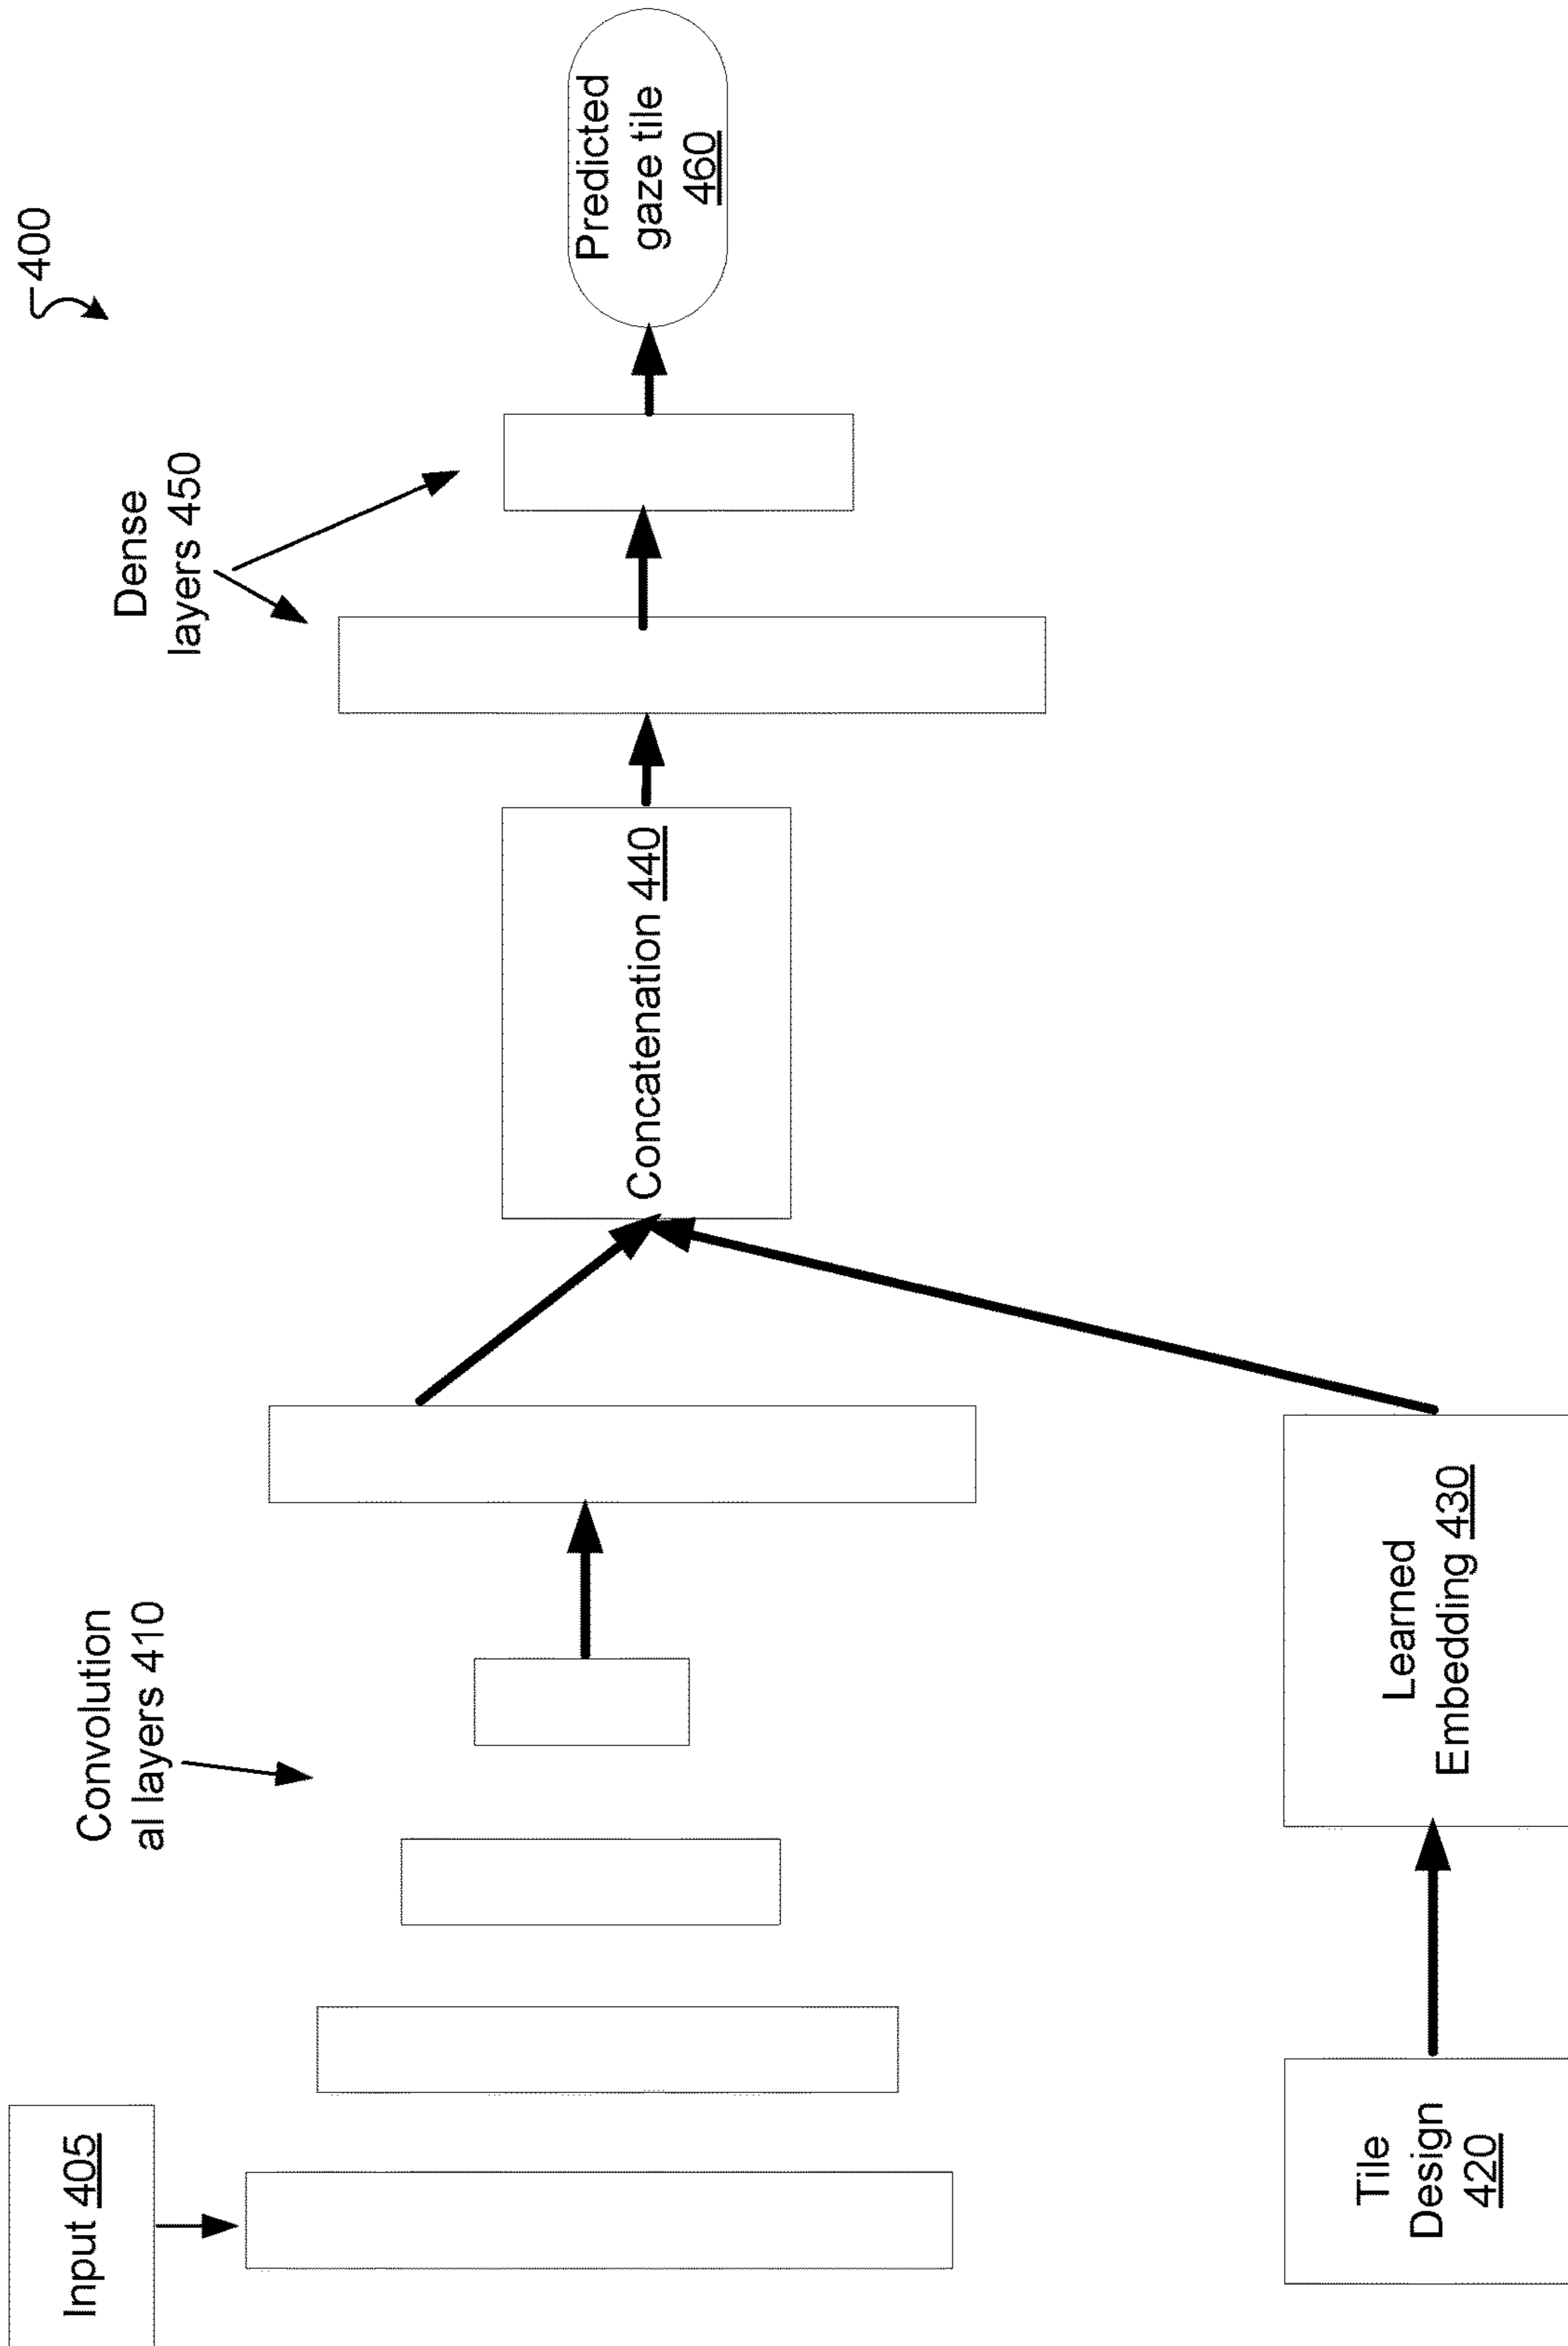 400
Input 405
Convolution
al layers 410
Dense
layers 450
Concatenation 440
Predicted
gaze tile
460
Tile
Design
420
Learned
Embedding 430